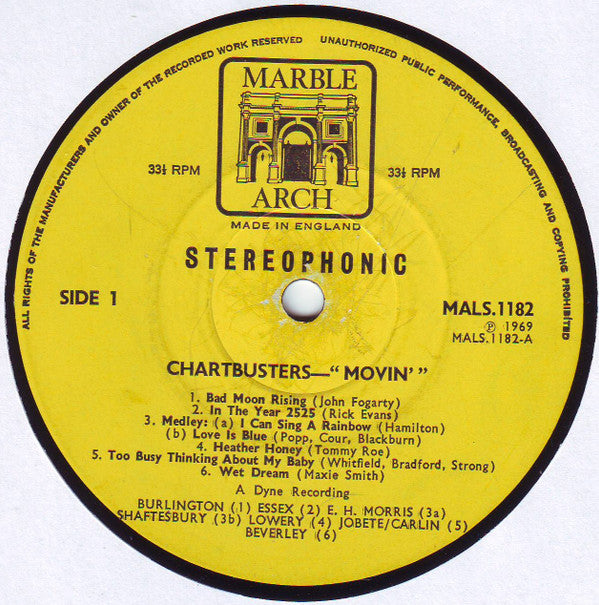 ALL RIGHTS OF THE MANUFACTURERS AND OWNER OF THE RECORDED WORK RESERVED
UNAUTHORIZED PUBLIC PERFORMANCE, BROADCASTING AND COPYING PROHIBITED
MARBLE
33⅓ RPM 33⅓ RPM
ARCH
MADE IN ENGLAND
STEREOPHONIC
SIDE 1
MALS.1182
℗ 1969
MALS.1182-A
CHARTBUSTERS—“MOVIN’”
1. Bad Moon Rising (John Fogarty)
2. In The Year 2525 (Rick Evans)
3. Medley: (a) I Can Sing A Rainbow (Hamilton)
(b) Love Is Blue (Popp, Cour, Blackburn)
4. Heather Honey (Tommy Roe)
5. Too Busy Thinking About My Baby (Whitfield, Bradford, Strong)
6. Wet Dream (Maxie Smith)
A Dyne Recording
BURLINGTON (1) ESSEX (2) E. H. MORRIS (3a)
SHAFTESBURY (3b) LOWERY (4) JOBETE/CARLIN (5)
BEVERLEY (6)